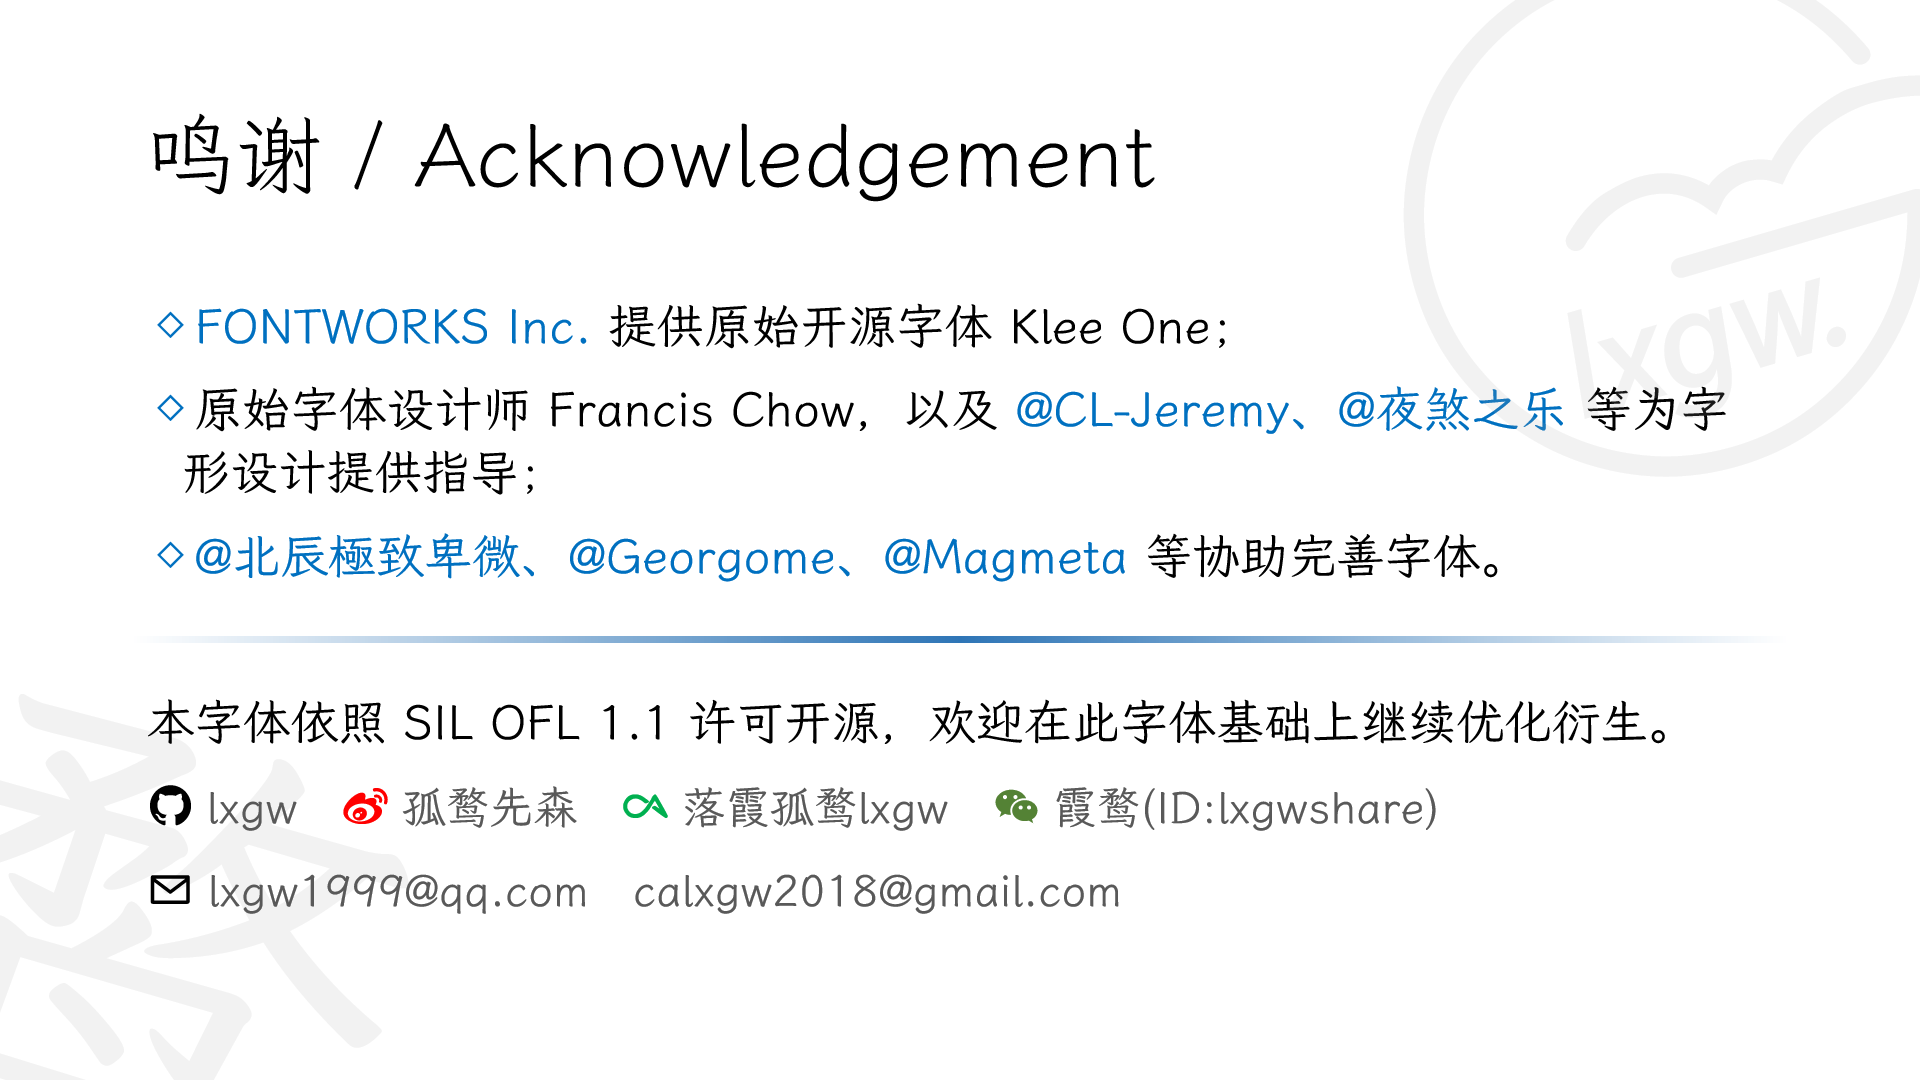 鸣谢 / Acknowledgement
lxgw.
FONTWORKS Inc. 提供原始开源字体 Klee One；
原始字体设计师 Francis Chow，以及 @CL-Jeremy、@夜煞之乐 等为字
形设计提供指导；
@北辰極致卑微、@Georgome、@Magmeta 等协助完善字体。
本字体依照 SIL OFL 1.1 许可开源，欢迎在此字体基础上继续优化衍生。
lxgw 孤鹜先森 落霞孤鹜lxgw 霞鹜(ID:lxgwshare)
lxgw1999@qq.com calxgw2018@gmail.com